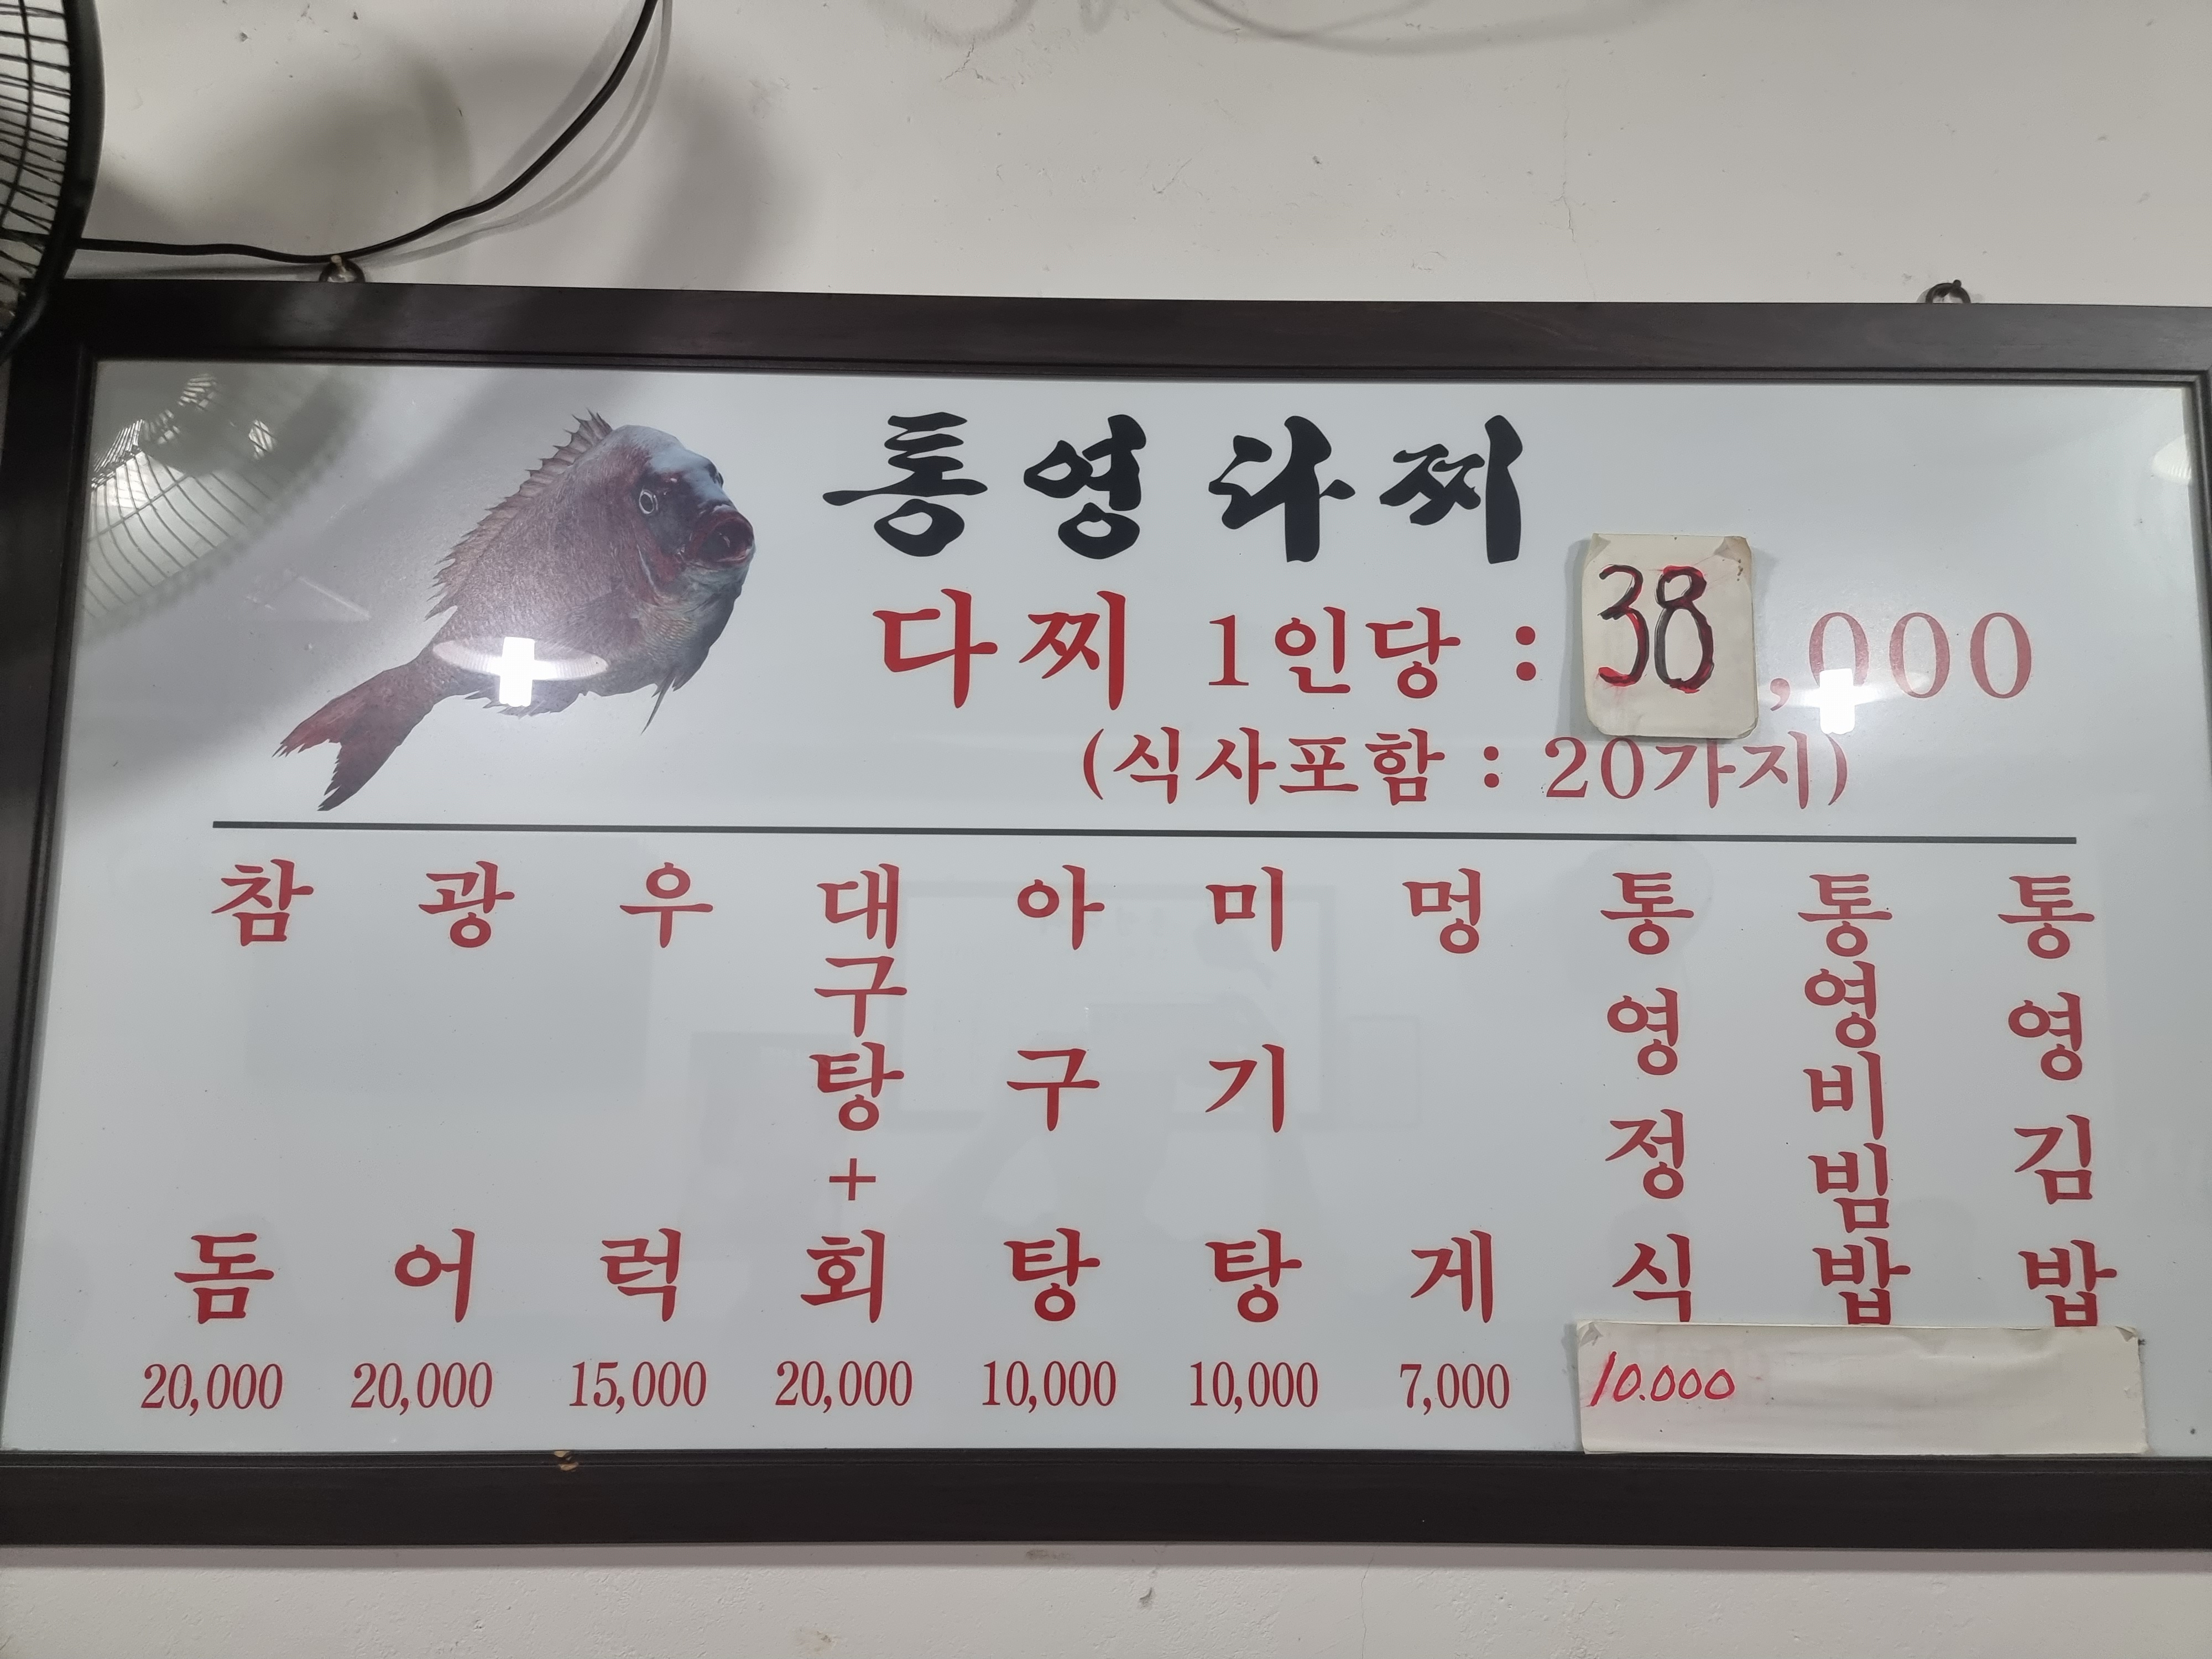 통영다찌
다찌 1인당 : 38,000
(식사포함 : 20가지)
참돔 20,000
광어 20,000
우럭 15,000
대구탕+회 20,000
아구탕 10,000
미기탕 10,000
멍게 7,000
통영정식 10.000
통영비빔밥
통영김밥